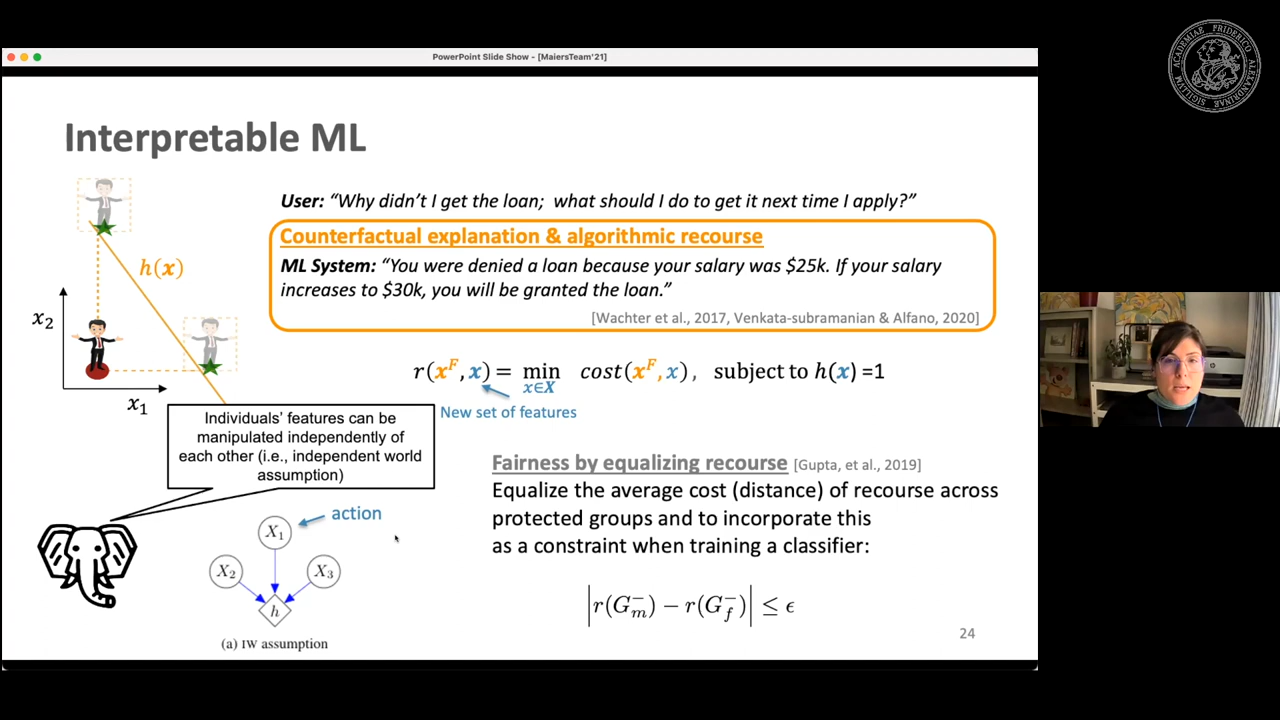 PowerPoint Slide Show - [MaiersTeam'21]
ACADEMIAE FRIDERICO ALEXANDRINAE SIGILLVM
Interpretable ML
User: “Why didn’t I get the loan; what should I do to get it next time I apply?”
Counterfactual explanation & algorithmic recourse
ML System: “You were denied a loan because your salary was $25k. If your salary
increases to $30k, you will be granted the loan.”
[Wachter et al., 2017, Venkata-subramanian & Alfano, 2020]
h(x)
x₂
x₁
r(xᶠ, x) = min x∈X cost(xᶠ, x), subject to h(x) =1
New set of features
Individuals’ features can be
manipulated independently of
each other (i.e., independent world
assumption)
Fairness by equalizing recourse [Gupta, et al., 2019]
Equalize the average cost (distance) of recourse across
protected groups and to incorporate this
as a constraint when training a classifier:
|r(G⁻ₘ) − r(G⁻_f)| ≤ ϵ
action
X₁
X₂
X₃
h
(a) IW assumption
24